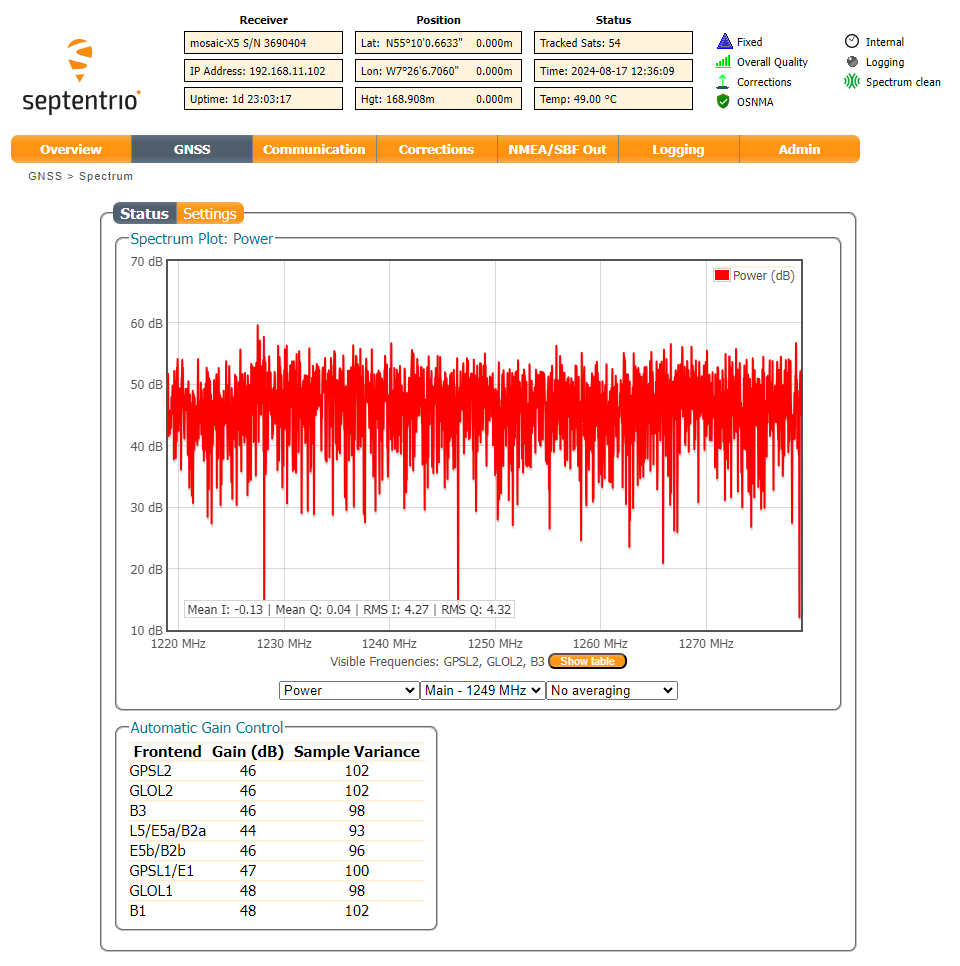 Receiver Position Status
septentrio
mosaic-X5 S/N 3690404 Lat: N55°10'0.6633" 0.000m Tracked Sats: 54 Fixed Internal
IP Address: 192.168.11.102 Lon: W7°26'6.7060" 0.000m Time: 2024-08-17 12:36:09 Overall Quality Logging
Uptime: 1d 23:03:17 Hgt: 168.908m 0.000m Temp: 49.00 °C Corrections Spectrum clean
OSNMA
Overview GNSS Communication Corrections NMEA/SBF Out Logging Admin
GNSS > Spectrum
Status Settings
Spectrum Plot: Power
70 dB
Power (dB)
60 dB
50 dB
40 dB
30 dB
20 dB
Mean I: -0.13 | Mean Q: 0.04 | RMS I: 4.27 | RMS Q: 4.32
10 dB
1220 MHz 1230 MHz 1240 MHz 1250 MHz 1260 MHz 1270 MHz
Visible Frequencies: GPSL2, GLOL2, B3 Show table
Power Main - 1249 MHz No averaging
Automatic Gain Control
Frontend Gain (dB) Sample Variance
GPSL2 46 102
GLOL2 46 102
B3 46 98
L5/E5a/B2a 44 93
E5b/B2b 46 96
GPSL1/E1 47 100
GLOL1 48 98
B1 48 102